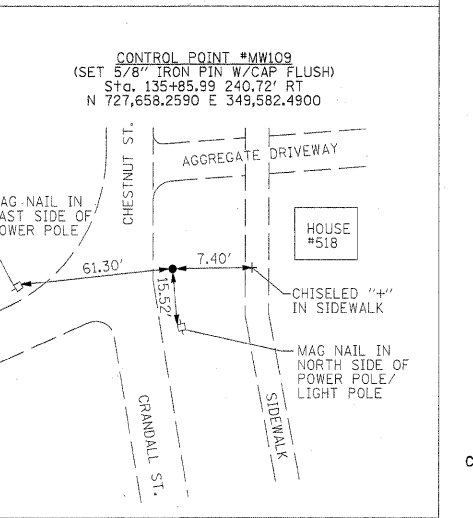 CONTROL POINT #MW109
(SET 5/8" IRON PIN W/CAP FLUSH)
Sta. 135+85.99 240.72' RT
N 727,658.2590 E 349,582.4900
CHESTNUT ST.
AGGREGATE DRIVEWAY
AG NAIL IN
AST SIDE OF
OWER POLE
HOUSE
#518
61.30'
7.40'
15.52'
CHISELED "+"
IN SIDEWALK
MAG NAIL IN
NORTH SIDE OF
POWER POLE/
LIGHT POLE
CRANDALL ST.
SIDEWALK
C